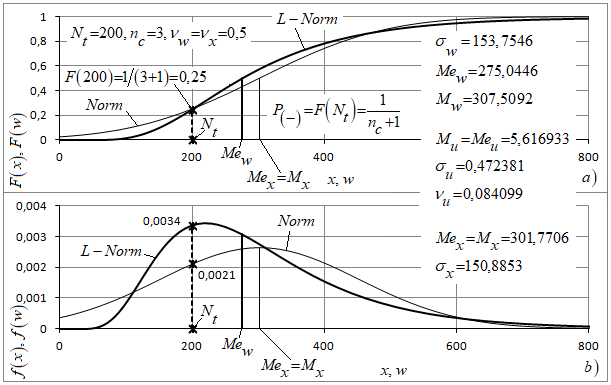 F(x), F(w)
1
0,8
0,6
0,4
0,2
0
N_t=200, n_c=3, ν_w=ν_x=0,5
F(200)=1/(3+1)=0,25
Norm
L−Norm
P_(−)=F(N_t)=1/(n_c+1)
N_t
Me_w
Me_x=M_x
0 200 400 600 800
x, w
a)
σ_w=153,7546
Me_w=275,0446
M_w=307,5092
M_u=Me_u=5,616933
σ_u=0,472381
ν_u=0,084099
Me_x=M_x=301,7706
σ_x=150,8853
f(x), f(w)
0,004
0,003
0,002
0,001
0
0,0034
L−Norm
Norm
0,0021
N_t
Me_w
Me_x=M_x
0 200 400 600 800
x, w
b)